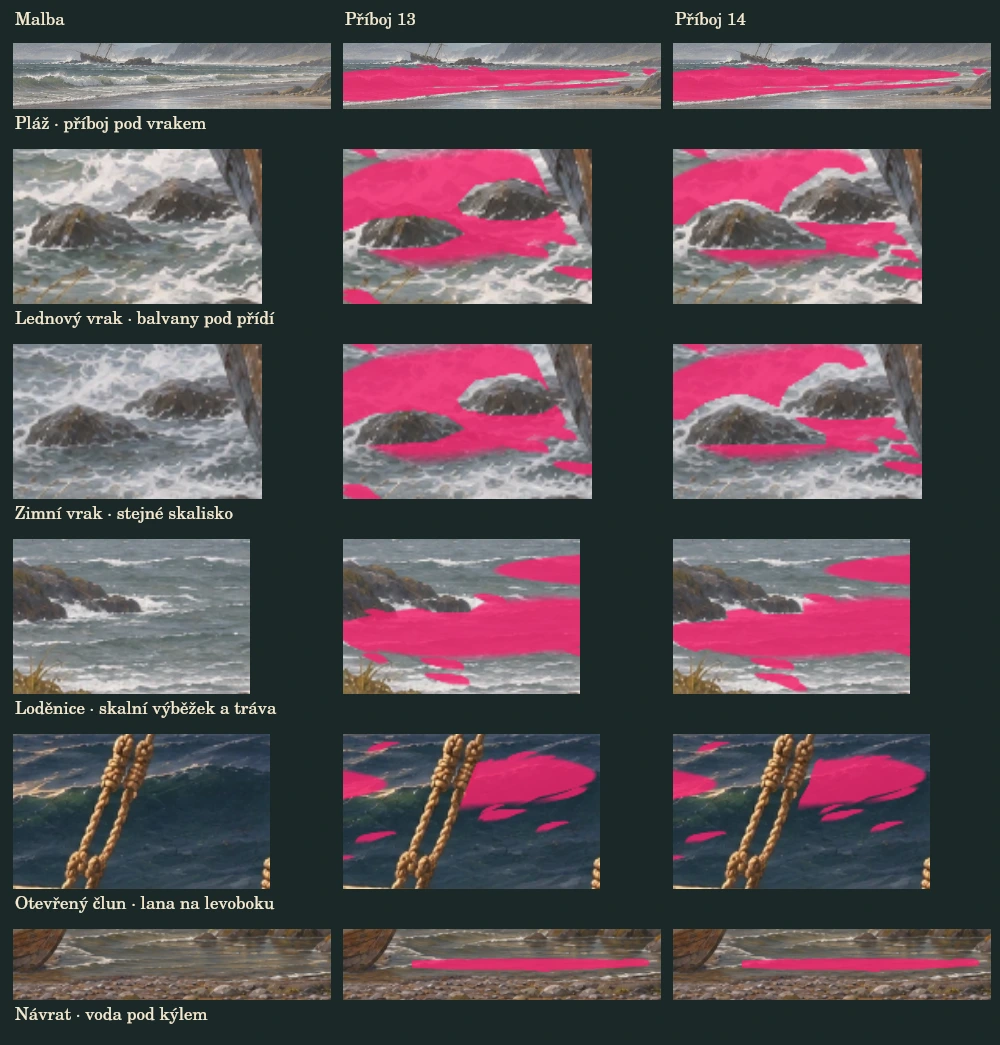 Malba
Příboj 13
Příboj 14
Pláž · příboj pod vrakem
Lednový vrak · balvany pod přídí
Zimní vrak · stejné skalisko
Loděnice · skalní výběžek a tráva
Otevřený člun · lana na levoboku
Návrat · voda pod kýlem